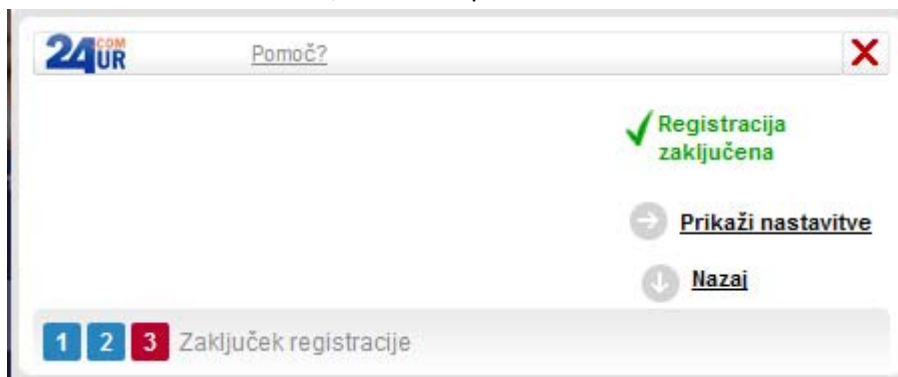 24UR COM
Pomoč?
Registracija
zaključena
Prikaži nastavitve
Nazaj
1 2 3 Zaključek registracije